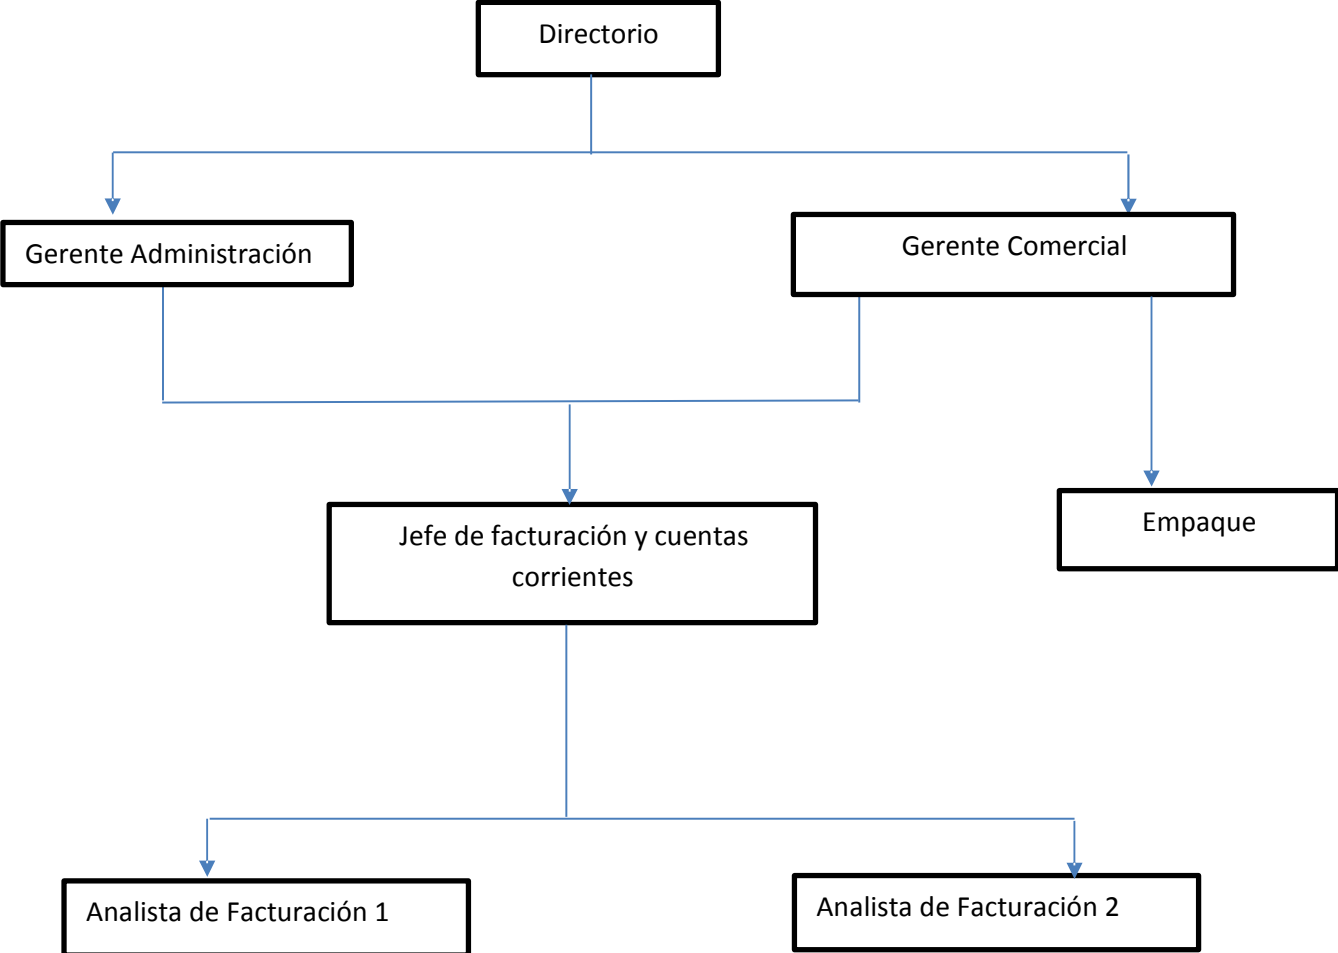 Directorio
Gerente Administración
Gerente Comercial
Jefe de facturación y cuentas
corrientes
Empaque
Analista de Facturación 1
Analista de Facturación 2